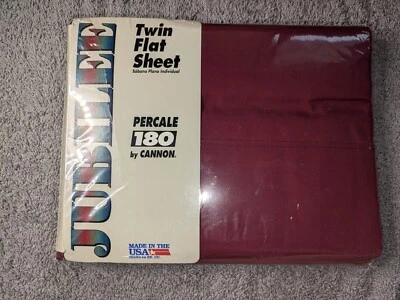 JUBILEE
Twin
Flat
Sheet
Sábana Plana Individual
PERCALE
180
by CANNON.
MADE IN THE
USA